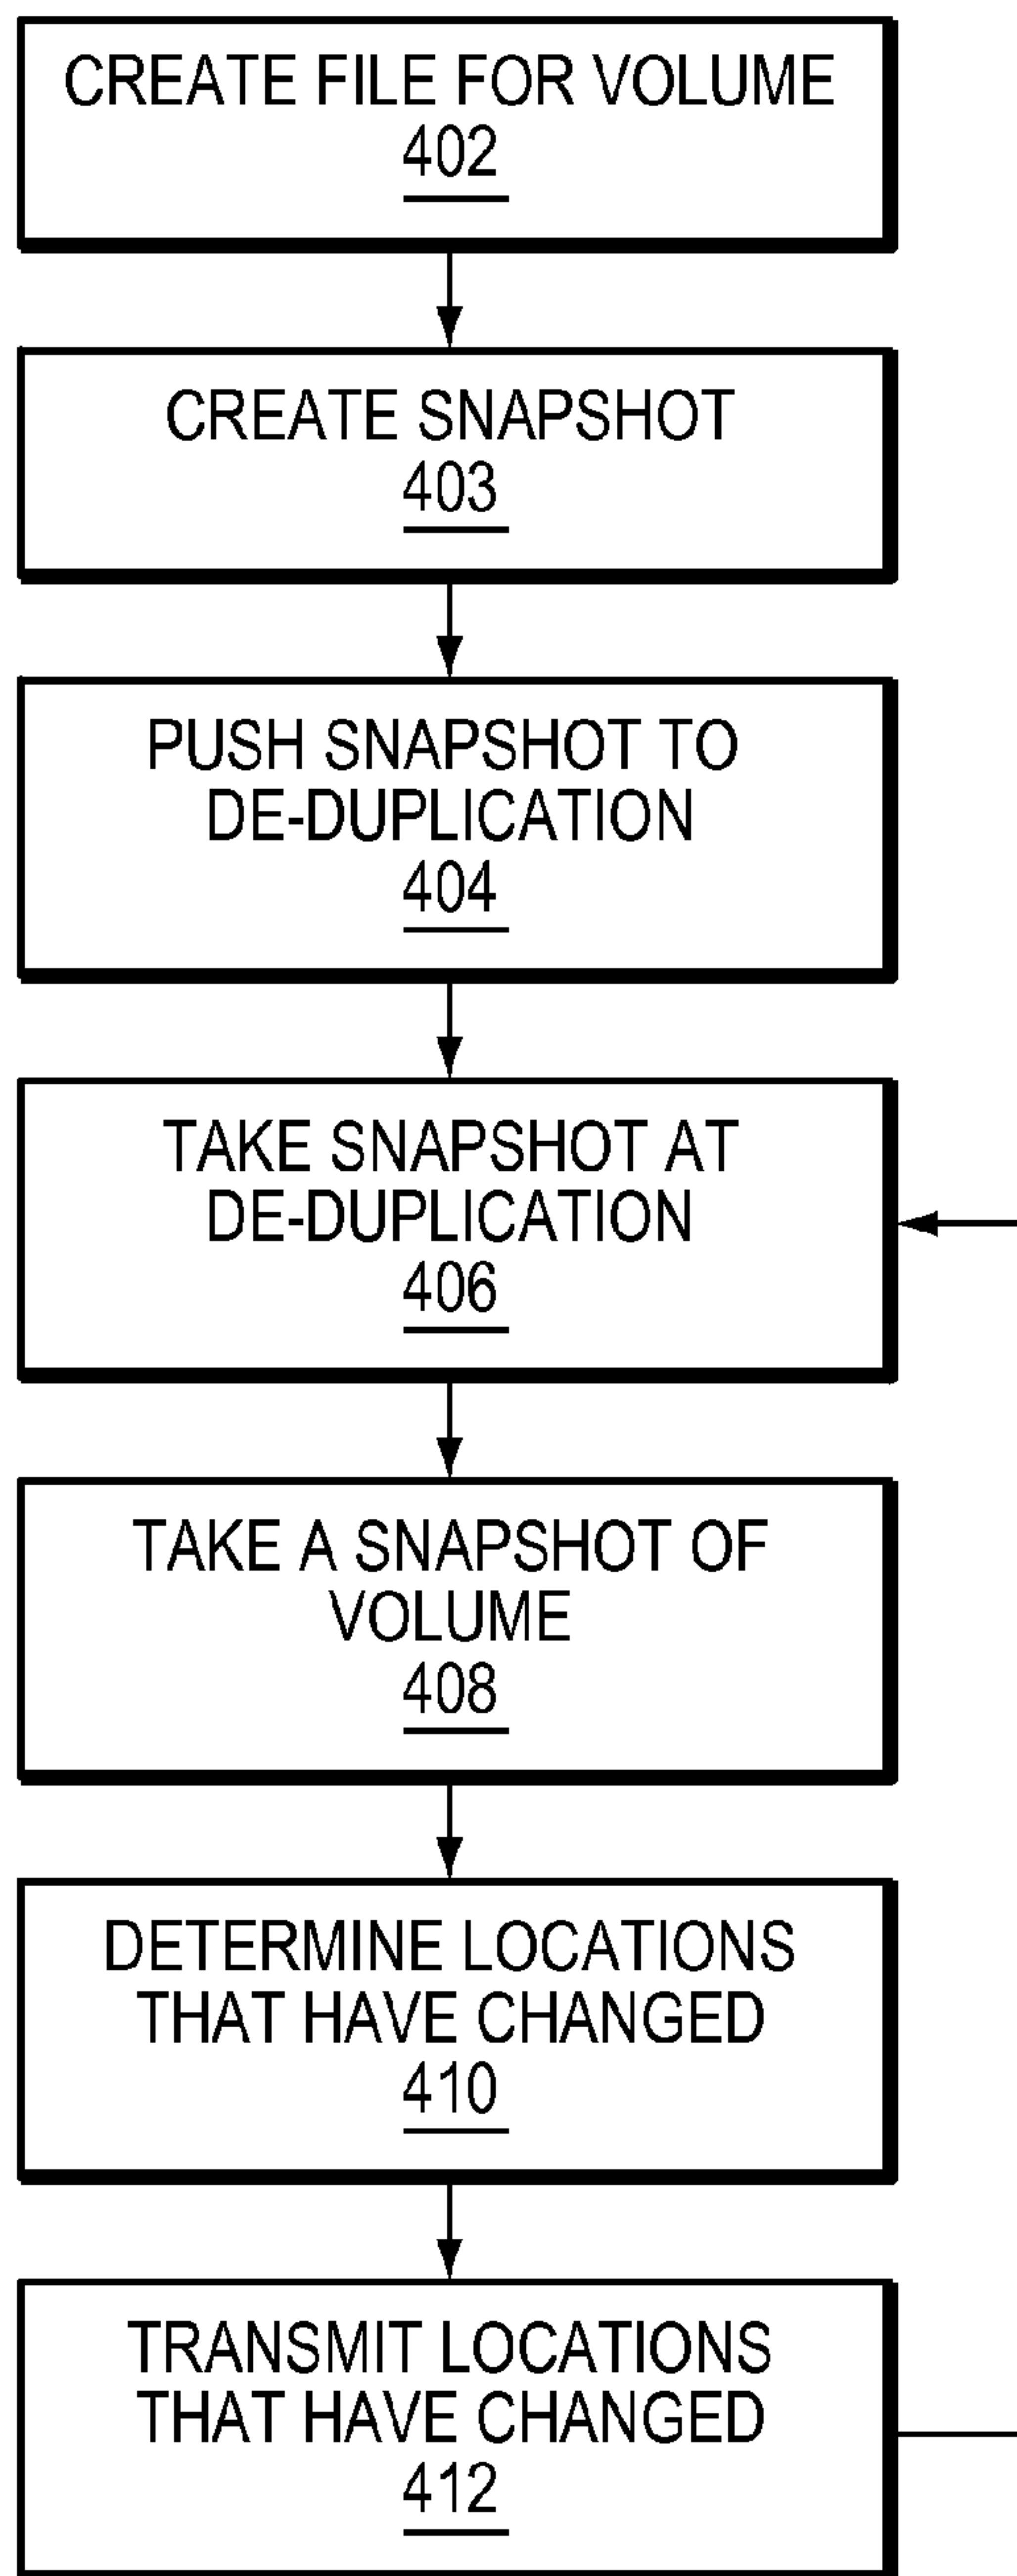 CREATE FILE FOR VOLUME
402
CREATE SNAPSHOT
403
PUSH SNAPSHOT TO
DE-DUPLICATION
404
TAKE SNAPSHOT AT
DE-DUPLICATION
406
TAKE A SNAPSHOT OF
VOLUME
408
DETERMINE LOCATIONS
THAT HAVE CHANGED
410
TRANSMIT LOCATIONS
THAT HAVE CHANGED
412